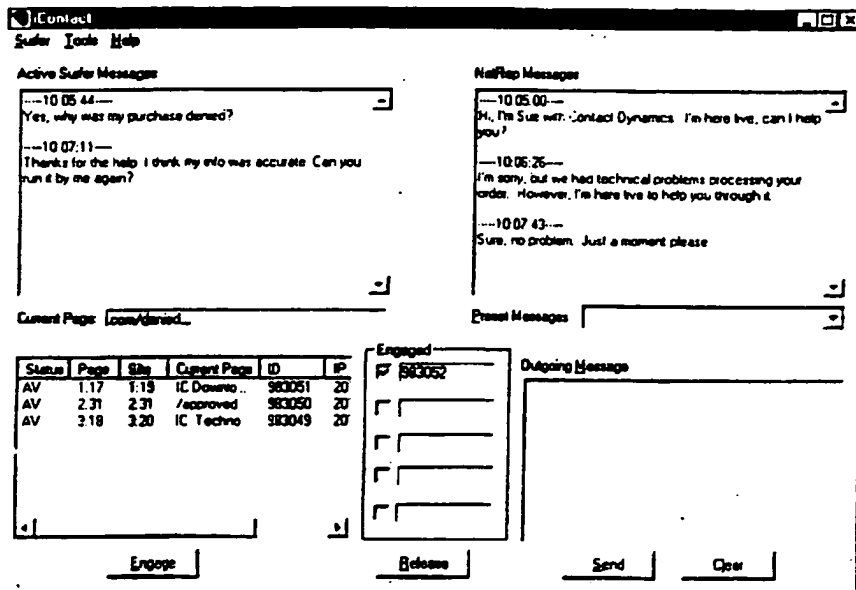 iContact
Surfer Tools Help
Active Surfer Messages
----10:05:44----
Yes, why was my purchase denied?
----10:07:11----
Thanks for the help. I think my info was accurate. Can you
run it by me again?
NetRep Messages
----10:05:00----
Hi, I'm Sue with Contact Dynamics. I'm here live, can I help
you?
----10:06:26----
I'm sorry, but we had technical problems processing your
order. However, I'm here live to help you through it
----10:07:43----
Sure, no problem. Just a moment please
Current Page: .com/denied...
Preset Messages
Status Page Site Current Page ID IP
AV 1:17 1:19 IC Downlo... 983051 20
AV 2:31 2:31 /approved 983050 20
AV 3:18 3:20 IC Techno 983049 20
Engaged
983052
Outgoing Message
Engage
Release
Send
Clear